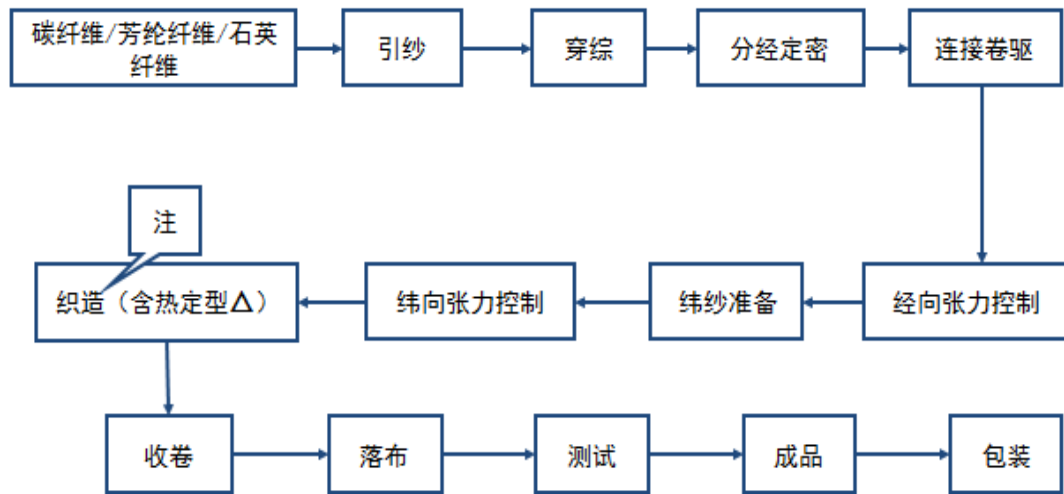 碳纤维/芳纶纤维/石英
纤维
引纱
穿综
分经定密
连接卷驱
注
织造（含热定型Δ）
纬向张力控制
纬纱准备
经向张力控制
收卷
落布
测试
成品
包装